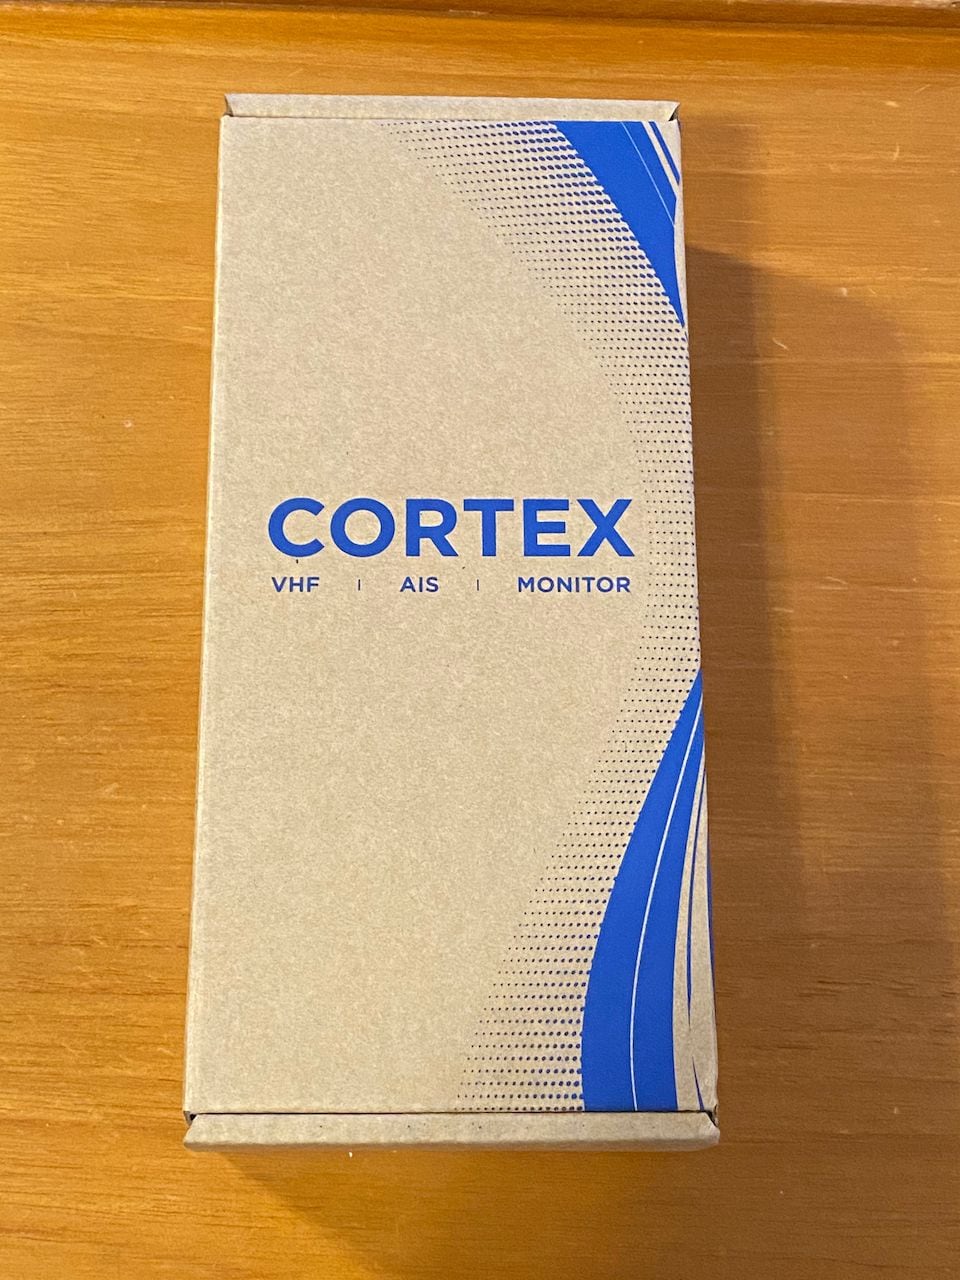 CORTEX
VHF | AIS | MONITOR